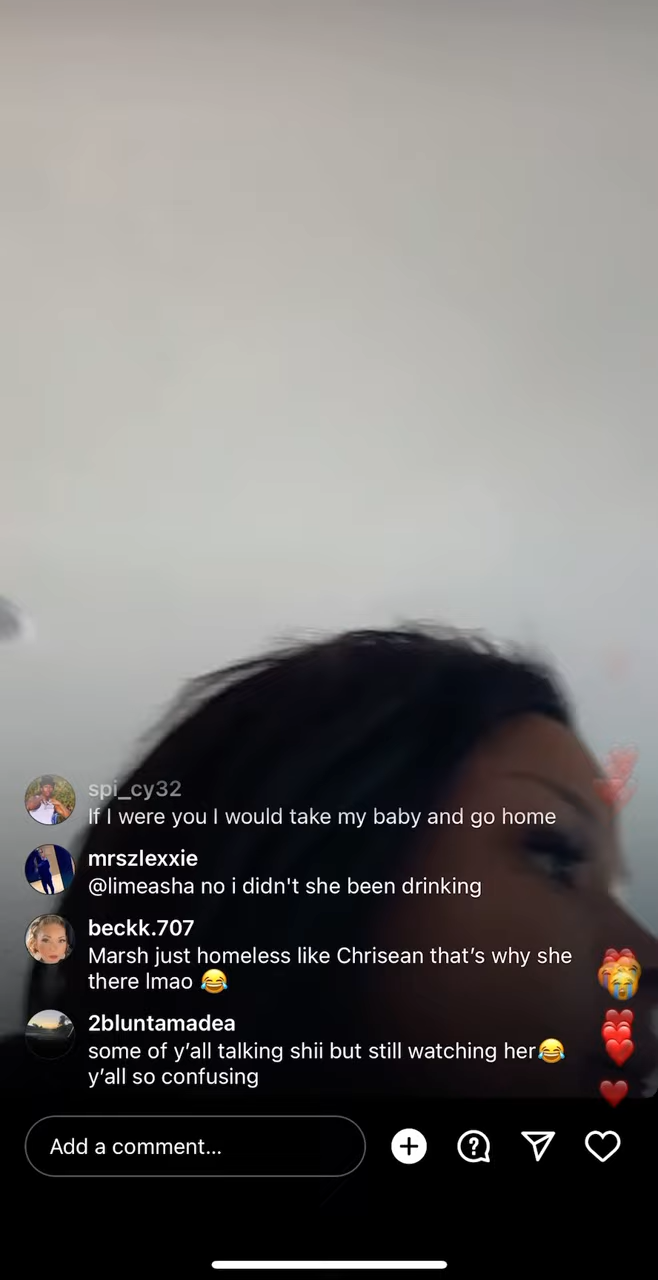 spi_cy32
If I were you I would take my baby and go home
mrszlexxie
@limeasha no i didn't she been drinking
beckk.707
Marsh just homeless like Chrisean that’s why she
there lmao 😂
2bluntamadea
some of y’all talking shii but still watching her😂
y’all so confusing
Add a comment...